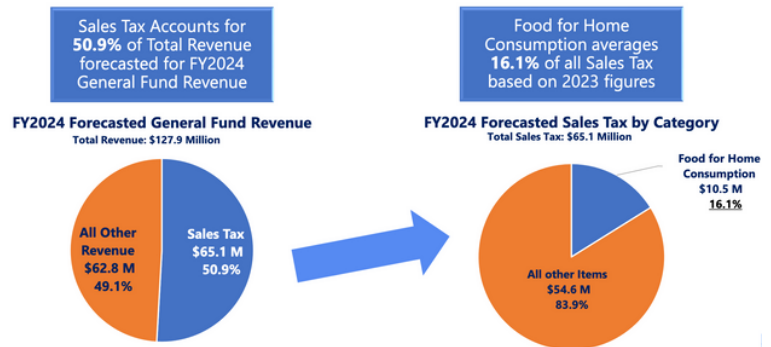 Sales Tax Accounts for
50.9% of Total Revenue
forecasted for FY2024
General Fund Revenue
Food for Home
Consumption averages
16.1% of all Sales Tax
based on 2023 figures
FY2024 Forecasted General Fund Revenue
Total Revenue: $127.9 Million
All Other
Revenue
$62.8 M
49.1%
Sales Tax
$65.1 M
50.9%
FY2024 Forecasted Sales Tax by Category
Total Sales Tax: $65.1 Million
Food for Home
Consumption
$10.5 M
16.1%
All other Items
$54.6 M
83.9%